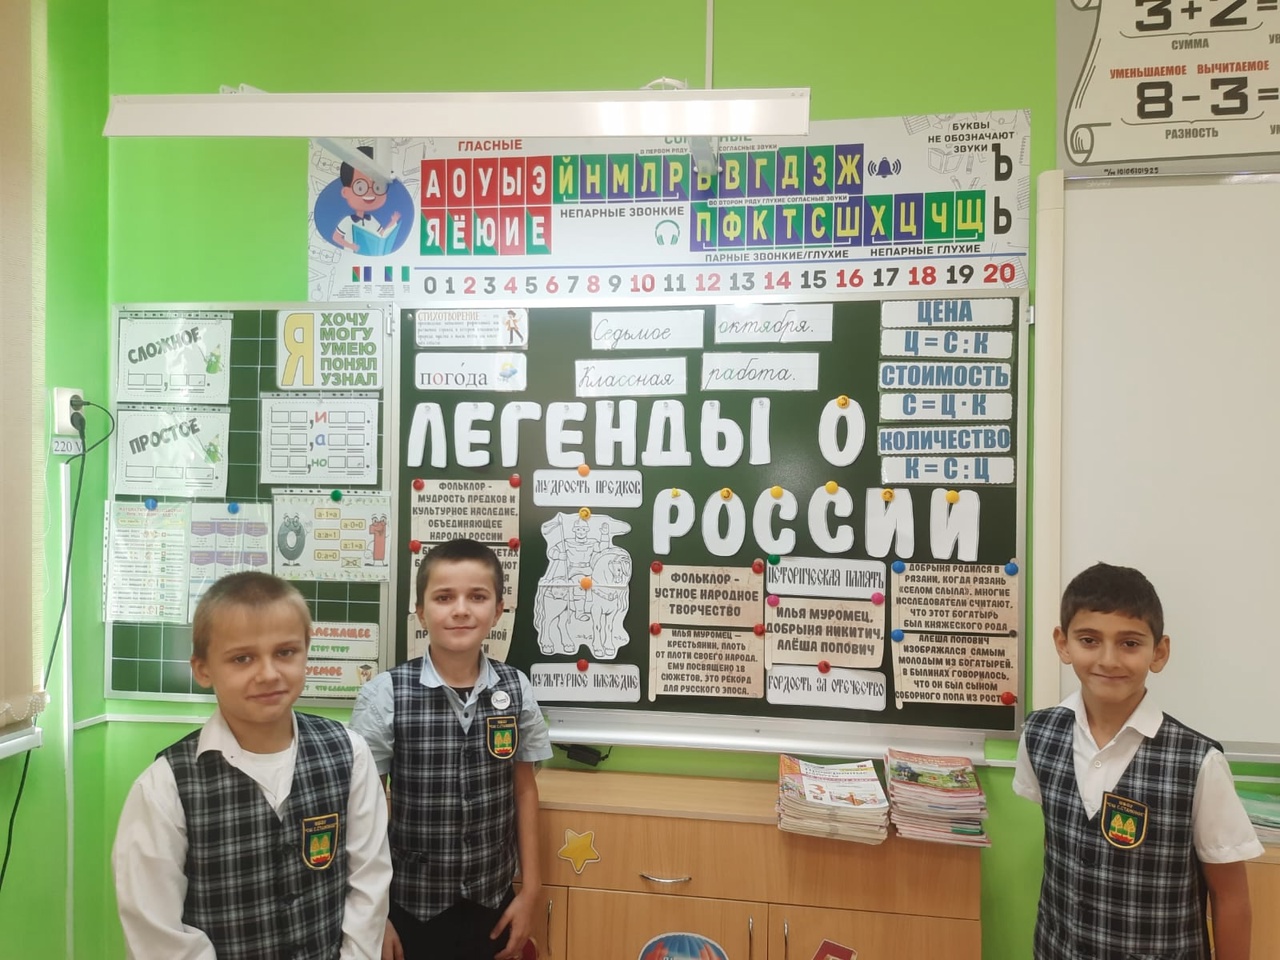 3+2=
СУММА
УМЕНЬШАЕМОЕ ВЫЧИТАЕМОЕ
8-3=
РАЗНОСТЬ
ГЛАСНЫЕ
БУКВЫ
НЕ ОБОЗНАЧАЮТ
ЗВУКИ
Ъ
Ь
А О У Ы Э Й Н М Л Р Б В Г Д З Ж
НЕПАРНЫЕ ЗВОНКИЕ
ВО ВТОРОМ РЯДУ ГЛУХИЕ СОГЛАСНЫЕ ЗВУКИ
Я Ё Ю И Е П Ф К Т С Ш Х Ц Ч Щ
ПАРНЫЕ ЗВОНКИЕ/ГЛУХИЕ НЕПАРНЫЕ ГЛУХИЕ
0 1 2 3 4 5 6 7 8 9 10 11 12 13 14 15 16 17 18 19 20
СЛОЖНОЕ
ПРОСТОЕ
Я
ХОЧУ
МОГУ
УМЕЮ
ПОНЯЛ
УЗНАЛ
,и
,а
,но
220 V
СТИХОТВОРЕНИЕ
погода
Седьмое октября.
Классная работа.
ЦЕНА
Ц = С : К
СТОИМОСТЬ
С = Ц · К
КОЛИЧЕСТВО
К = С : Ц
ЛЕГЕНДЫ О
РОССИИ
ФОЛЬКЛОР -
МУДРОСТЬ ПРЕДКОВ И
КУЛЬТУРНОЕ НАСЛЕДИЕ,
ОБЪЕДИНЯЮЩЕЕ
НАРОДЫ РОССИИ
МУДРОСТЬ ПРЕДКОВ
КУЛЬТУРНОЕ НАСЛЕДИЕ
ФОЛЬКЛОР -
УСТНОЕ НАРОДНОЕ
ТВОРЧЕСТВО
ИЛЬЯ МУРОМЕЦ —
КРЕСТЬЯНИН, ПЛОТЬ
ОТ ПЛОТИ СВОЕГО НАРОДА.
ЕМУ ПОСВЯЩЕНО 18
СЮЖЕТОВ. ЭТО РЕКОРД
ДЛЯ РУССКОГО ЭПОСА.
ИСТОРИЧЕСКАЯ ПАМЯТЬ
ИЛЬЯ МУРОМЕЦ,
ДОБРЫНЯ НИКИТИЧ,
АЛЁША ПОПОВИЧ
ГОРДОСТЬ ЗА ОТЕЧЕСТВО
ДОБРЫНЯ РОДИЛСЯ В
РЯЗАНИ, КОГДА РЯЗАНЬ
«СЕЛОМ СЛЫЛА», МНОГИЕ
ИССЛЕДОВАТЕЛИ СЧИТАЮТ,
ЧТО ЭТОТ БОГАТЫРЬ
БЫЛ КНЯЖЕСКОГО РОДА
АЛЕША ПОПОВИЧ
ИЗОБРАЖАЛСЯ САМЫМ
МОЛОДЫМ ИЗ БОГАТЫРЕЙ.
В БЫЛИНАХ ГОВОРИЛОСЬ,
ЧТО ОН БЫЛ СЫНОМ
СОБОРНОГО ПОПА ИЗ РОСТ